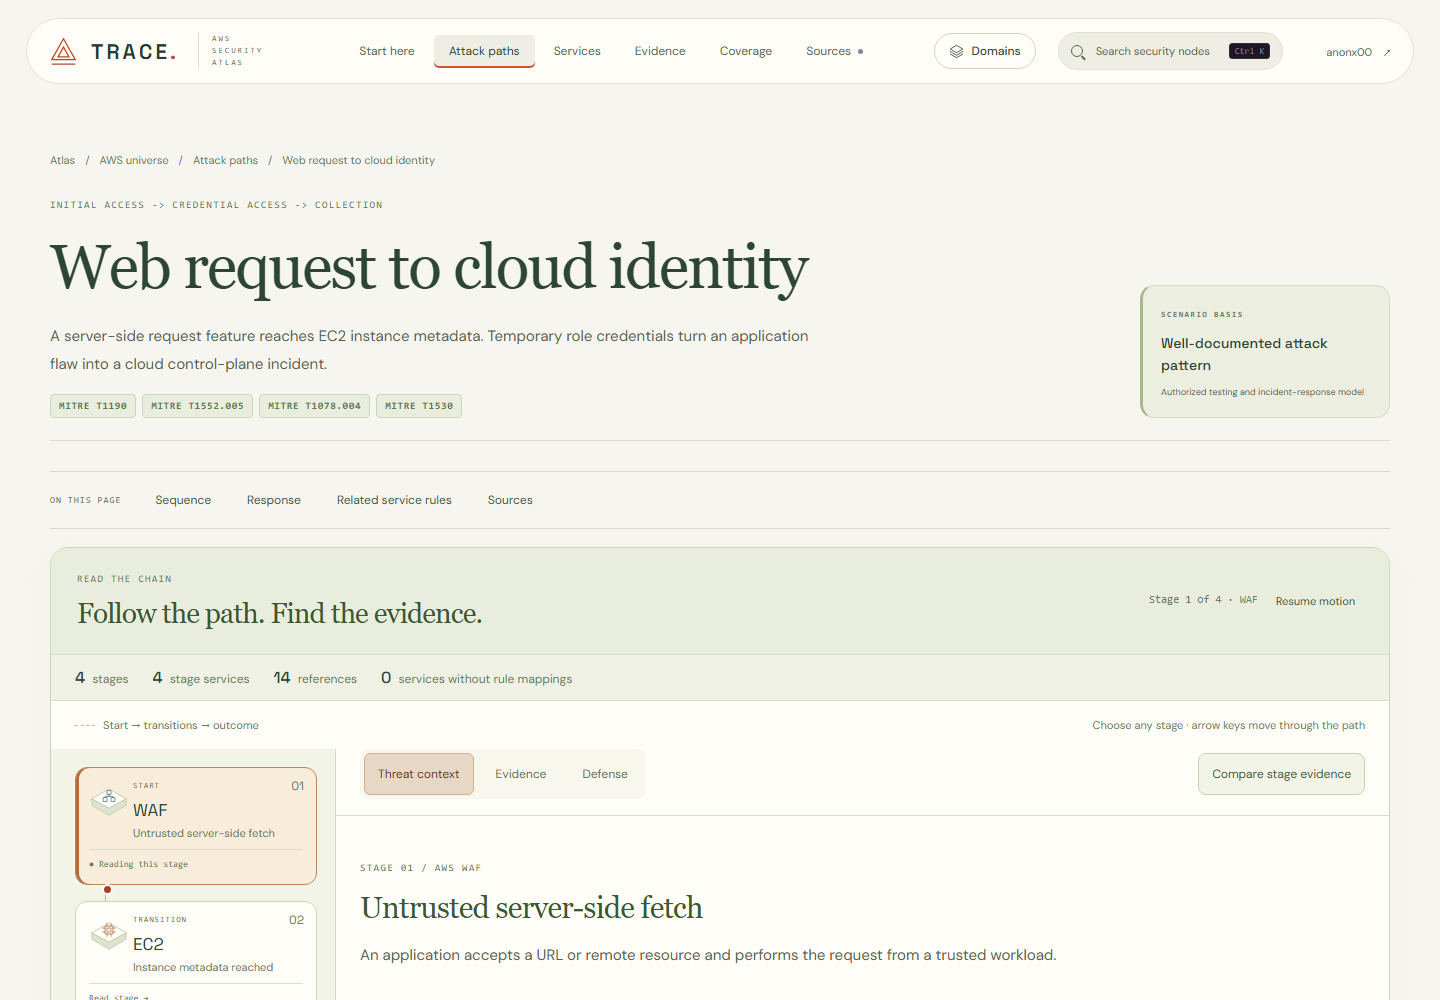 TRACE.
AWS
SECURITY
ATLAS
Start here
Attack paths
Services
Evidence
Coverage
Sources
Domains
Search security nodes
Ctrl K
anonx00 ↗
Atlas / AWS universe / Attack paths / Web request to cloud identity
INITIAL ACCESS -> CREDENTIAL ACCESS -> COLLECTION
Web request to cloud identity
A server-side request feature reaches EC2 instance metadata. Temporary role credentials turn an application
flaw into a cloud control-plane incident.
MITRE T1190
MITRE T1552.005
MITRE T1078.004
MITRE T1530
SCENARIO BASIS
Well-documented attack
pattern
Authorized testing and incident-response model
ON THIS PAGE
Sequence
Response
Related service rules
Sources
READ THE CHAIN
Follow the path. Find the evidence.
Stage 1 of 4 · WAF
Resume motion
4 stages
4 stage services
14 references
0 services without rule mappings
---- Start → transitions → outcome
Choose any stage · arrow keys move through the path
START
01
WAF
Untrusted server-side fetch
● Reading this stage
TRANSITION
02
EC2
Instance metadata reached
Read stage →
Threat context
Evidence
Defense
Compare stage evidence
STAGE 01 / AWS WAF
Untrusted server-side fetch
An application accepts a URL or remote resource and performs the request from a trusted workload.